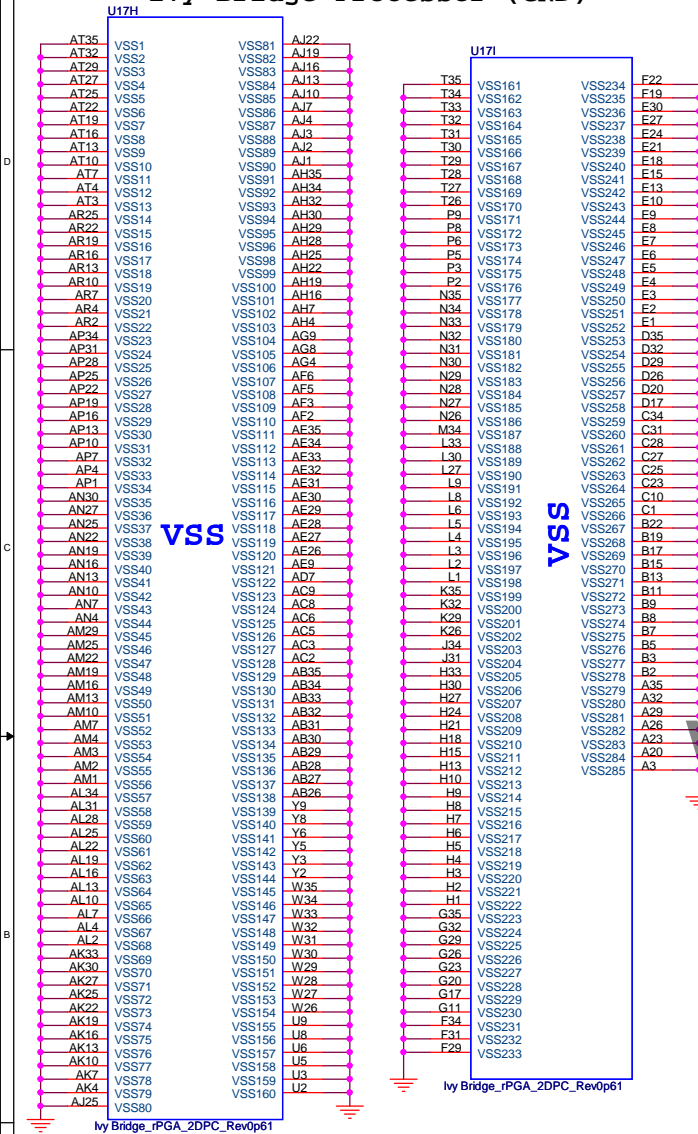 Ivy Bridge Processor (GND)
U17H
AT35 VSS1 VSS81 AJ22
AT32 VSS2 VSS82 AJ19
AT29 VSS3 VSS83 AJ16
AT27 VSS4 VSS84 AJ13
AT25 VSS5 VSS85 AJ10
AT22 VSS6 VSS86 AJ7
AT19 VSS7 VSS87 AJ4
AT16 VSS8 VSS88 AJ3
AT13 VSS9 VSS89 AJ2
AT10 VSS10 VSS90 AJ1
AT7 VSS11 VSS91 AH35
AT4 VSS12 VSS92 AH34
AT3 VSS13 VSS93 AH32
AR25 VSS14 VSS94 AH30
AR22 VSS15 VSS95 AH29
AR19 VSS16 VSS96 AH28
AR16 VSS17 VSS98 AH25
AR13 VSS18 VSS99 AH22
AR10 VSS19 VSS100 AH19
AR7 VSS20 VSS101 AH16
AR4 VSS21 VSS102 AH7
AR2 VSS22 VSS103 AH4
AP34 VSS23 VSS104 AG9
AP31 VSS24 VSS105 AG8
AP28 VSS25 VSS106 AG4
AP25 VSS26 VSS107 AF6
AP22 VSS27 VSS108 AF5
AP19 VSS28 VSS109 AF3
AP16 VSS29 VSS110 AF2
AP13 VSS30 VSS111 AE35
AP10 VSS31 VSS112 AE34
AP7 VSS32 VSS113 AE33
AP4 VSS33 VSS114 AE32
AP1 VSS34 VSS115 AE31
AN30 VSS35 VSS116 AE30
AN27 VSS36 VSS117 AE29
AN25 VSS37 VSS118 AE28
AN22 VSS38 VSS119 AE27
AN19 VSS39 VSS120 AE26
AN16 VSS40 VSS121 AE9
AN13 VSS41 VSS122 AD7
AN10 VSS42 VSS123 AC9
AN7 VSS43 VSS124 AC8
AN4 VSS44 VSS125 AC6
AM29 VSS45 VSS126 AC5
AM25 VSS46 VSS127 AC3
AM22 VSS47 VSS128 AC2
AM19 VSS48 VSS129 AB35
AM16 VSS49 VSS130 AB34
AM13 VSS50 VSS131 AB33
AM10 VSS51 VSS132 AB32
AM7 VSS52 VSS133 AB31
AM4 VSS53 VSS134 AB30
AM3 VSS54 VSS135 AB29
AM2 VSS55 VSS136 AB28
AM1 VSS56 VSS137 AB27
AL34 VSS57 VSS138 AB26
AL31 VSS58 VSS139 Y9
AL28 VSS59 VSS140 Y8
AL25 VSS60 VSS141 Y6
AL22 VSS61 VSS142 Y5
AL19 VSS62 VSS143 Y3
AL16 VSS63 VSS144 Y2
AL13 VSS64 VSS145 W35
AL10 VSS65 VSS146 W34
AL7 VSS66 VSS147 W33
AL4 VSS67 VSS148 W32
AL2 VSS68 VSS149 W31
AK33 VSS69 VSS150 W30
AK30 VSS70 VSS151 W29
AK27 VSS71 VSS152 W28
AK25 VSS72 VSS153 W27
AK22 VSS73 VSS154 W26
AK19 VSS74 VSS155 U9
AK16 VSS75 VSS156 U8
AK13 VSS76 VSS157 U6
AK10 VSS77 VSS158 U5
AK7 VSS78 VSS159 U3
AK4 VSS79 VSS160 U2
AJ25 VSS80
VSS
Ivy Bridge_rPGA_2DPC_Rev0p61
U17I
T35 VSS161 VSS234 F22
T34 VSS162 VSS235 F19
T33 VSS163 VSS236 E30
T32 VSS164 VSS237 E27
T31 VSS165 VSS238 E24
T30 VSS166 VSS239 E21
T29 VSS167 VSS240 E18
T28 VSS168 VSS241 E15
T27 VSS169 VSS242 E13
T26 VSS170 VSS243 E10
P9 VSS171 VSS244 E9
P8 VSS172 VSS245 E8
P6 VSS173 VSS246 E7
P5 VSS174 VSS247 E6
P3 VSS175 VSS248 E5
P2 VSS176 VSS249 E4
N35 VSS177 VSS250 E3
N34 VSS178 VSS251 E2
N33 VSS179 VSS252 E1
N32 VSS180 VSS253 D35
N31 VSS181 VSS254 D32
N30 VSS182 VSS255 D29
N29 VSS183 VSS256 D26
N28 VSS184 VSS257 D20
N27 VSS185 VSS258 D17
N26 VSS186 VSS259 C34
M34 VSS187 VSS260 C31
L33 VSS188 VSS261 C28
L30 VSS189 VSS262 C27
L27 VSS190 VSS263 C25
L9 VSS191 VSS264 C23
L8 VSS192 VSS265 C10
L6 VSS193 VSS266 C1
L5 VSS194 VSS267 B22
L4 VSS195 VSS268 B19
L3 VSS196 VSS269 B17
L2 VSS197 VSS270 B15
L1 VSS198 VSS271 B13
K35 VSS199 VSS272 B11
K32 VSS200 VSS273 B9
K29 VSS201 VSS274 B8
K26 VSS202 VSS275 B7
J34 VSS203 VSS276 B5
J31 VSS204 VSS277 B3
H33 VSS205 VSS278 B2
H30 VSS206 VSS279 A35
H27 VSS207 VSS280 A32
H24 VSS208 VSS281 A29
H21 VSS209 VSS282 A26
H18 VSS210 VSS283 A23
H15 VSS211 VSS284 A20
H13 VSS212 VSS285 A3
H10 VSS213
H9 VSS214
H8 VSS215
H7 VSS216
H6 VSS217
H5 VSS218
H4 VSS219
H3 VSS220
H2 VSS221
H1 VSS222
G35 VSS223
G32 VSS224
G29 VSS225
G26 VSS226
G23 VSS227
G20 VSS228
G17 VSS229
G11 VSS230
F34 VSS231
F31 VSS232
F29 VSS233
VSS
Ivy Bridge_rPGA_2DPC_Rev0p61
D
C
B